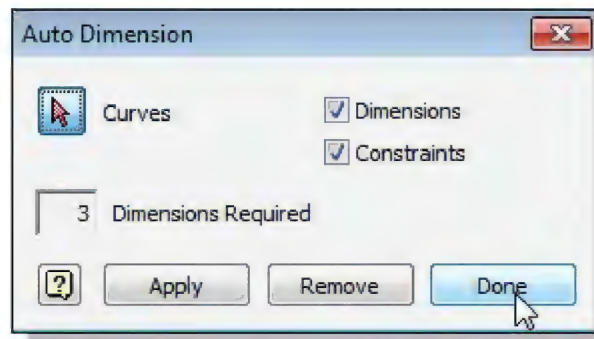 Auto Dimension
Curves
Dimensions
Constraints
3 Dimensions Required
? Apply Remove Done